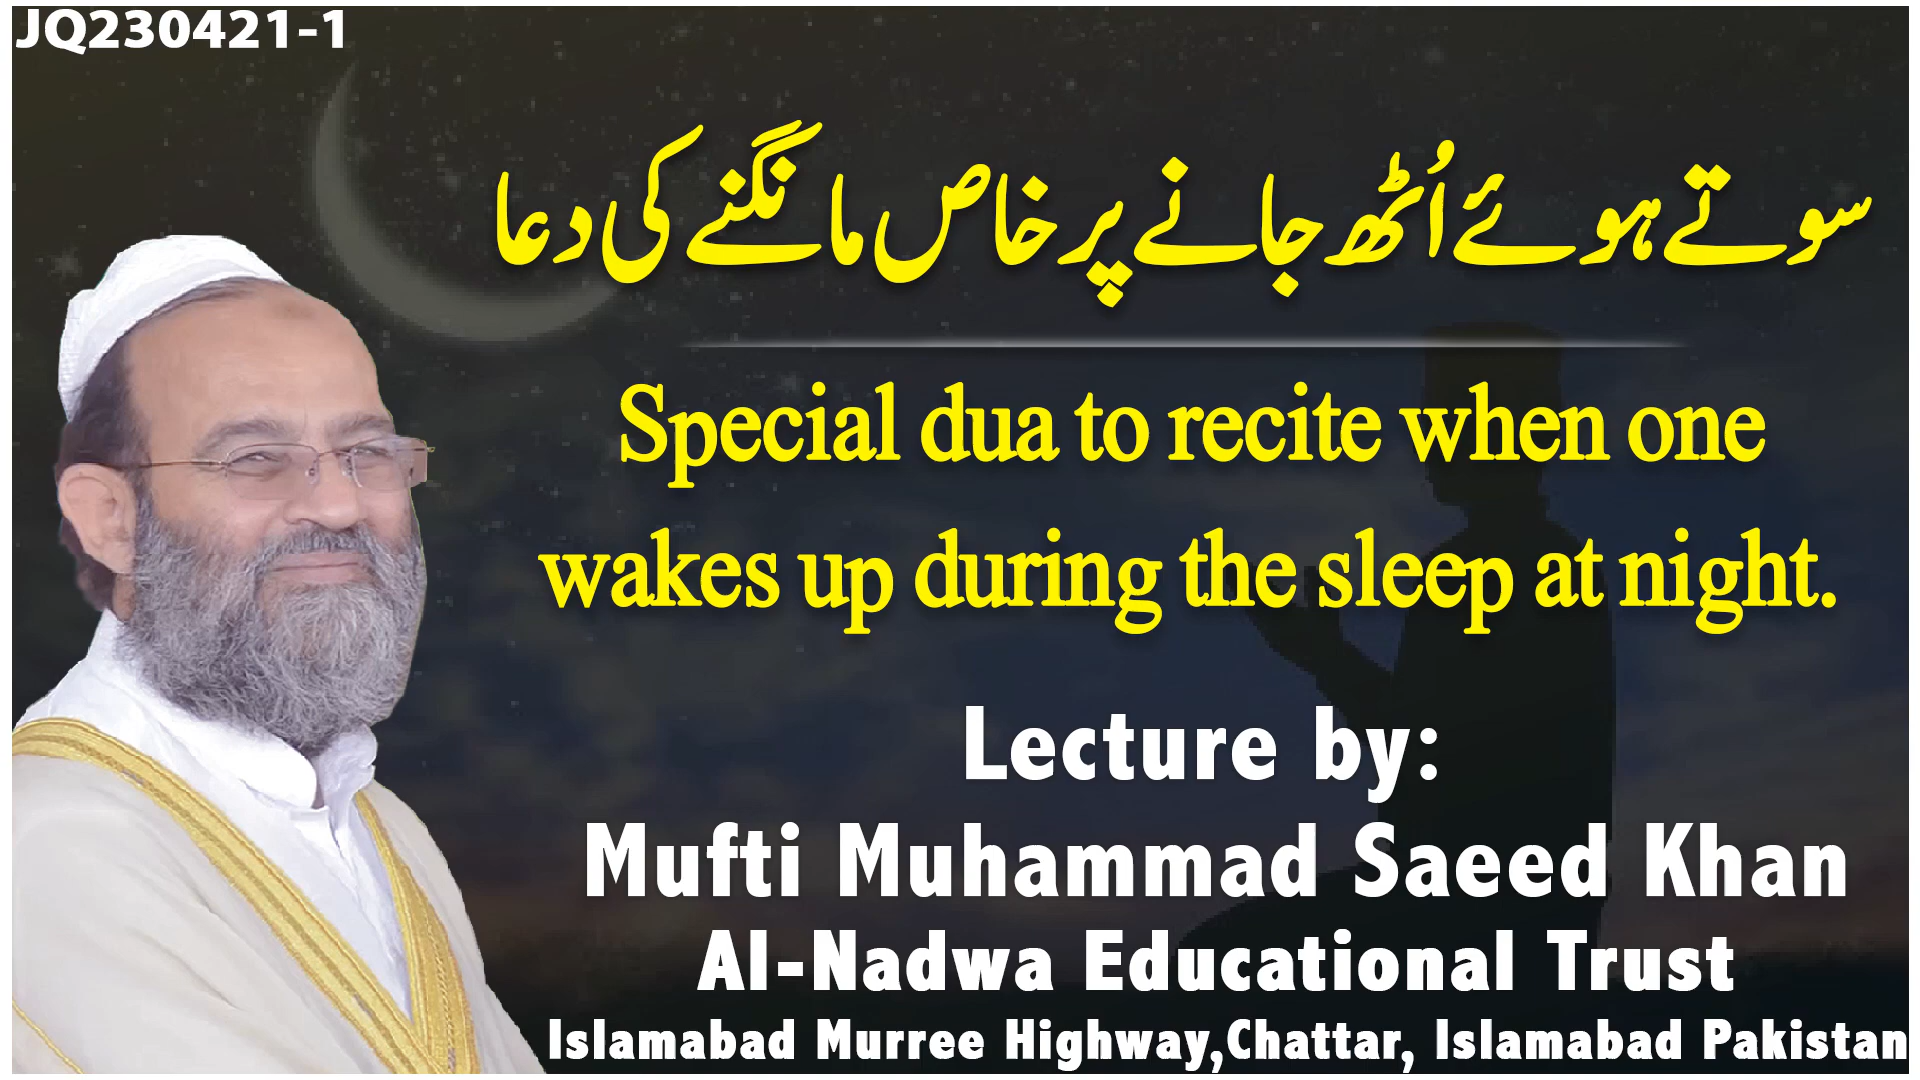 JQ230421-1
سوتے ہوئے اُٹھ جانے پر خاص مانگنے کی دعا
Special dua to recite when one
wakes up during the sleep at night.
Lecture by:
Mufti Muhammad Saeed Khan
Al-Nadwa Educational Trust
Islamabad Murree Highway,Chattar, Islamabad Pakistan